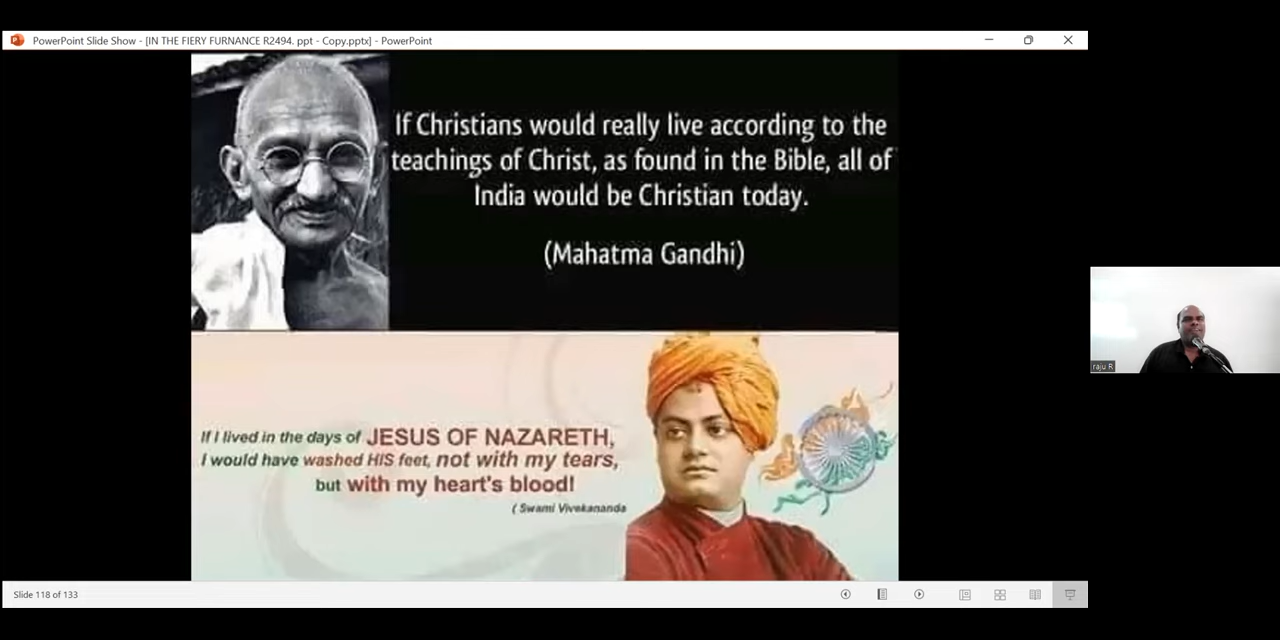 PowerPoint Slide Show - [IN THE FIERY FURNANCE R2494. ppt - Copy.pptx] - PowerPoint
If Christians would really live according to the
teachings of Christ, as found in the Bible, all of
India would be Christian today.
(Mahatma Gandhi)
If I lived in the days of JESUS OF NAZARETH,
I would have washed HIS feet, not with my tears,
but with my heart's blood!
( Swami Vivekananda
raju R
Slide 118 of 133